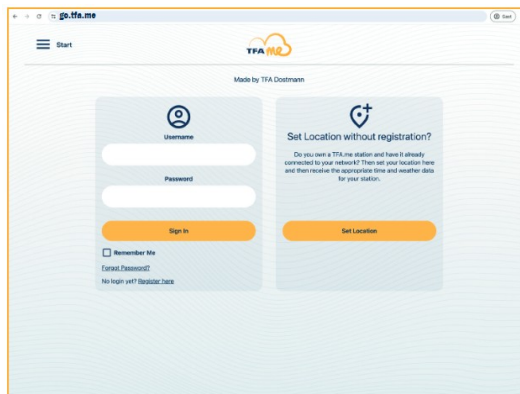 go.tfa.me
Start
TFA me
Made by TFA Dostmann
Username
Password
Sign In
Remember Me
Forgot Password?
No login yet? Register here
Set Location without registration?
Do you own a TFA.me station and have it already
connected to your network? Then set your location here
and then receive the appropriate time and weather data
for your station.
Set Location